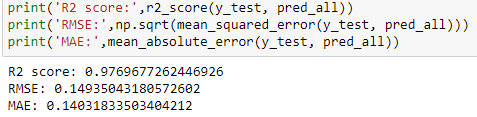 print('R2 score:',r2_score(y_test, pred_all))
print('RMSE:',np.sqrt(mean_squared_error(y_test, pred_all)))
print('MAE:',mean_absolute_error(y_test, pred_all))
R2 score: 0.9769677262446926
RMSE: 0.14935043180572602
MAE: 0.14031833503404212